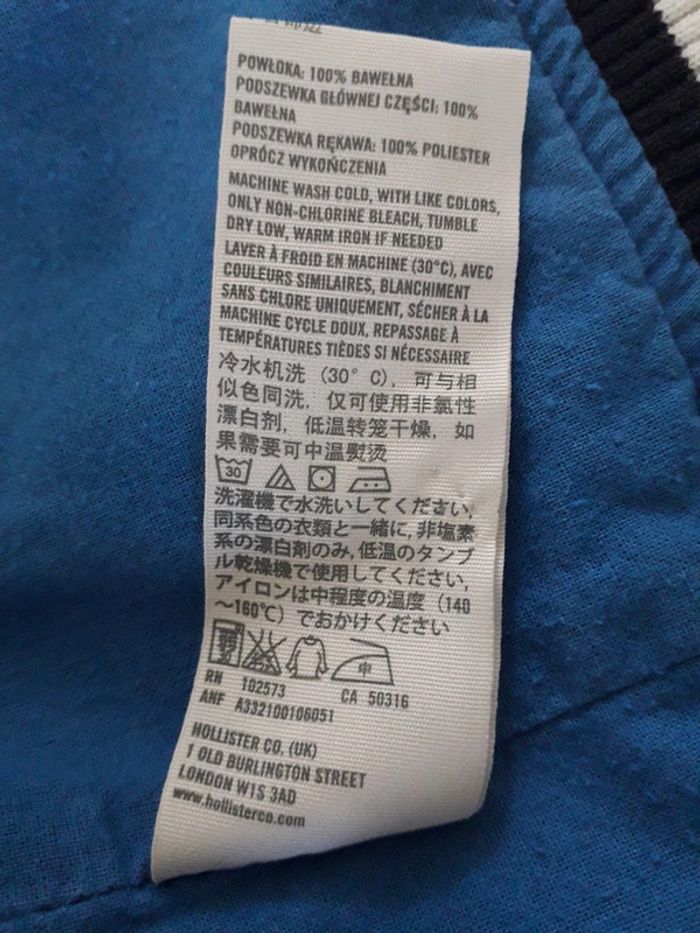 POWŁOKA: 100% BAWEŁNA
PODSZEWKA GŁÓWNEJ CZĘŚCI: 100%
BAWEŁNA
PODSZEWKA RĘKAWA: 100% POLIESTER
OPRÓCZ WYKOŃCZENIA
MACHINE WASH COLD, WITH LIKE COLORS,
ONLY NON-CHLORINE BLEACH, TUMBLE
DRY LOW, WARM IRON IF NEEDED
LAVER À FROID EN MACHINE (30°C), AVEC
COULEURS SIMILAIRES, BLANCHIMENT
SANS CHLORE UNIQUEMENT, SÉCHER À LA
MACHINE CYCLE DOUX, REPASSAGE À
TEMPÉRATURES TIÈDES SI NÉCESSAIRE
冷水机洗 (30° C), 可与相
似色同洗, 仅可使用非氯性
漂白剂, 低温转笼干燥, 如
果需要可中温熨烫
30
洗濯機で水洗いしてください,
同系色の衣類と一緒に, 非塩素
系の漂白剤のみ, 低温のタンブ
ル乾燥機で使用してください,
アイロンは中程度の温度 (140
～160℃) でおかけください
中
RN 102573 CA 50316
ANF A332100106051
HOLLISTER CO. (UK)
1 OLD BURLINGTON STREET
LONDON W1S 3AD
www.hollisterco.com